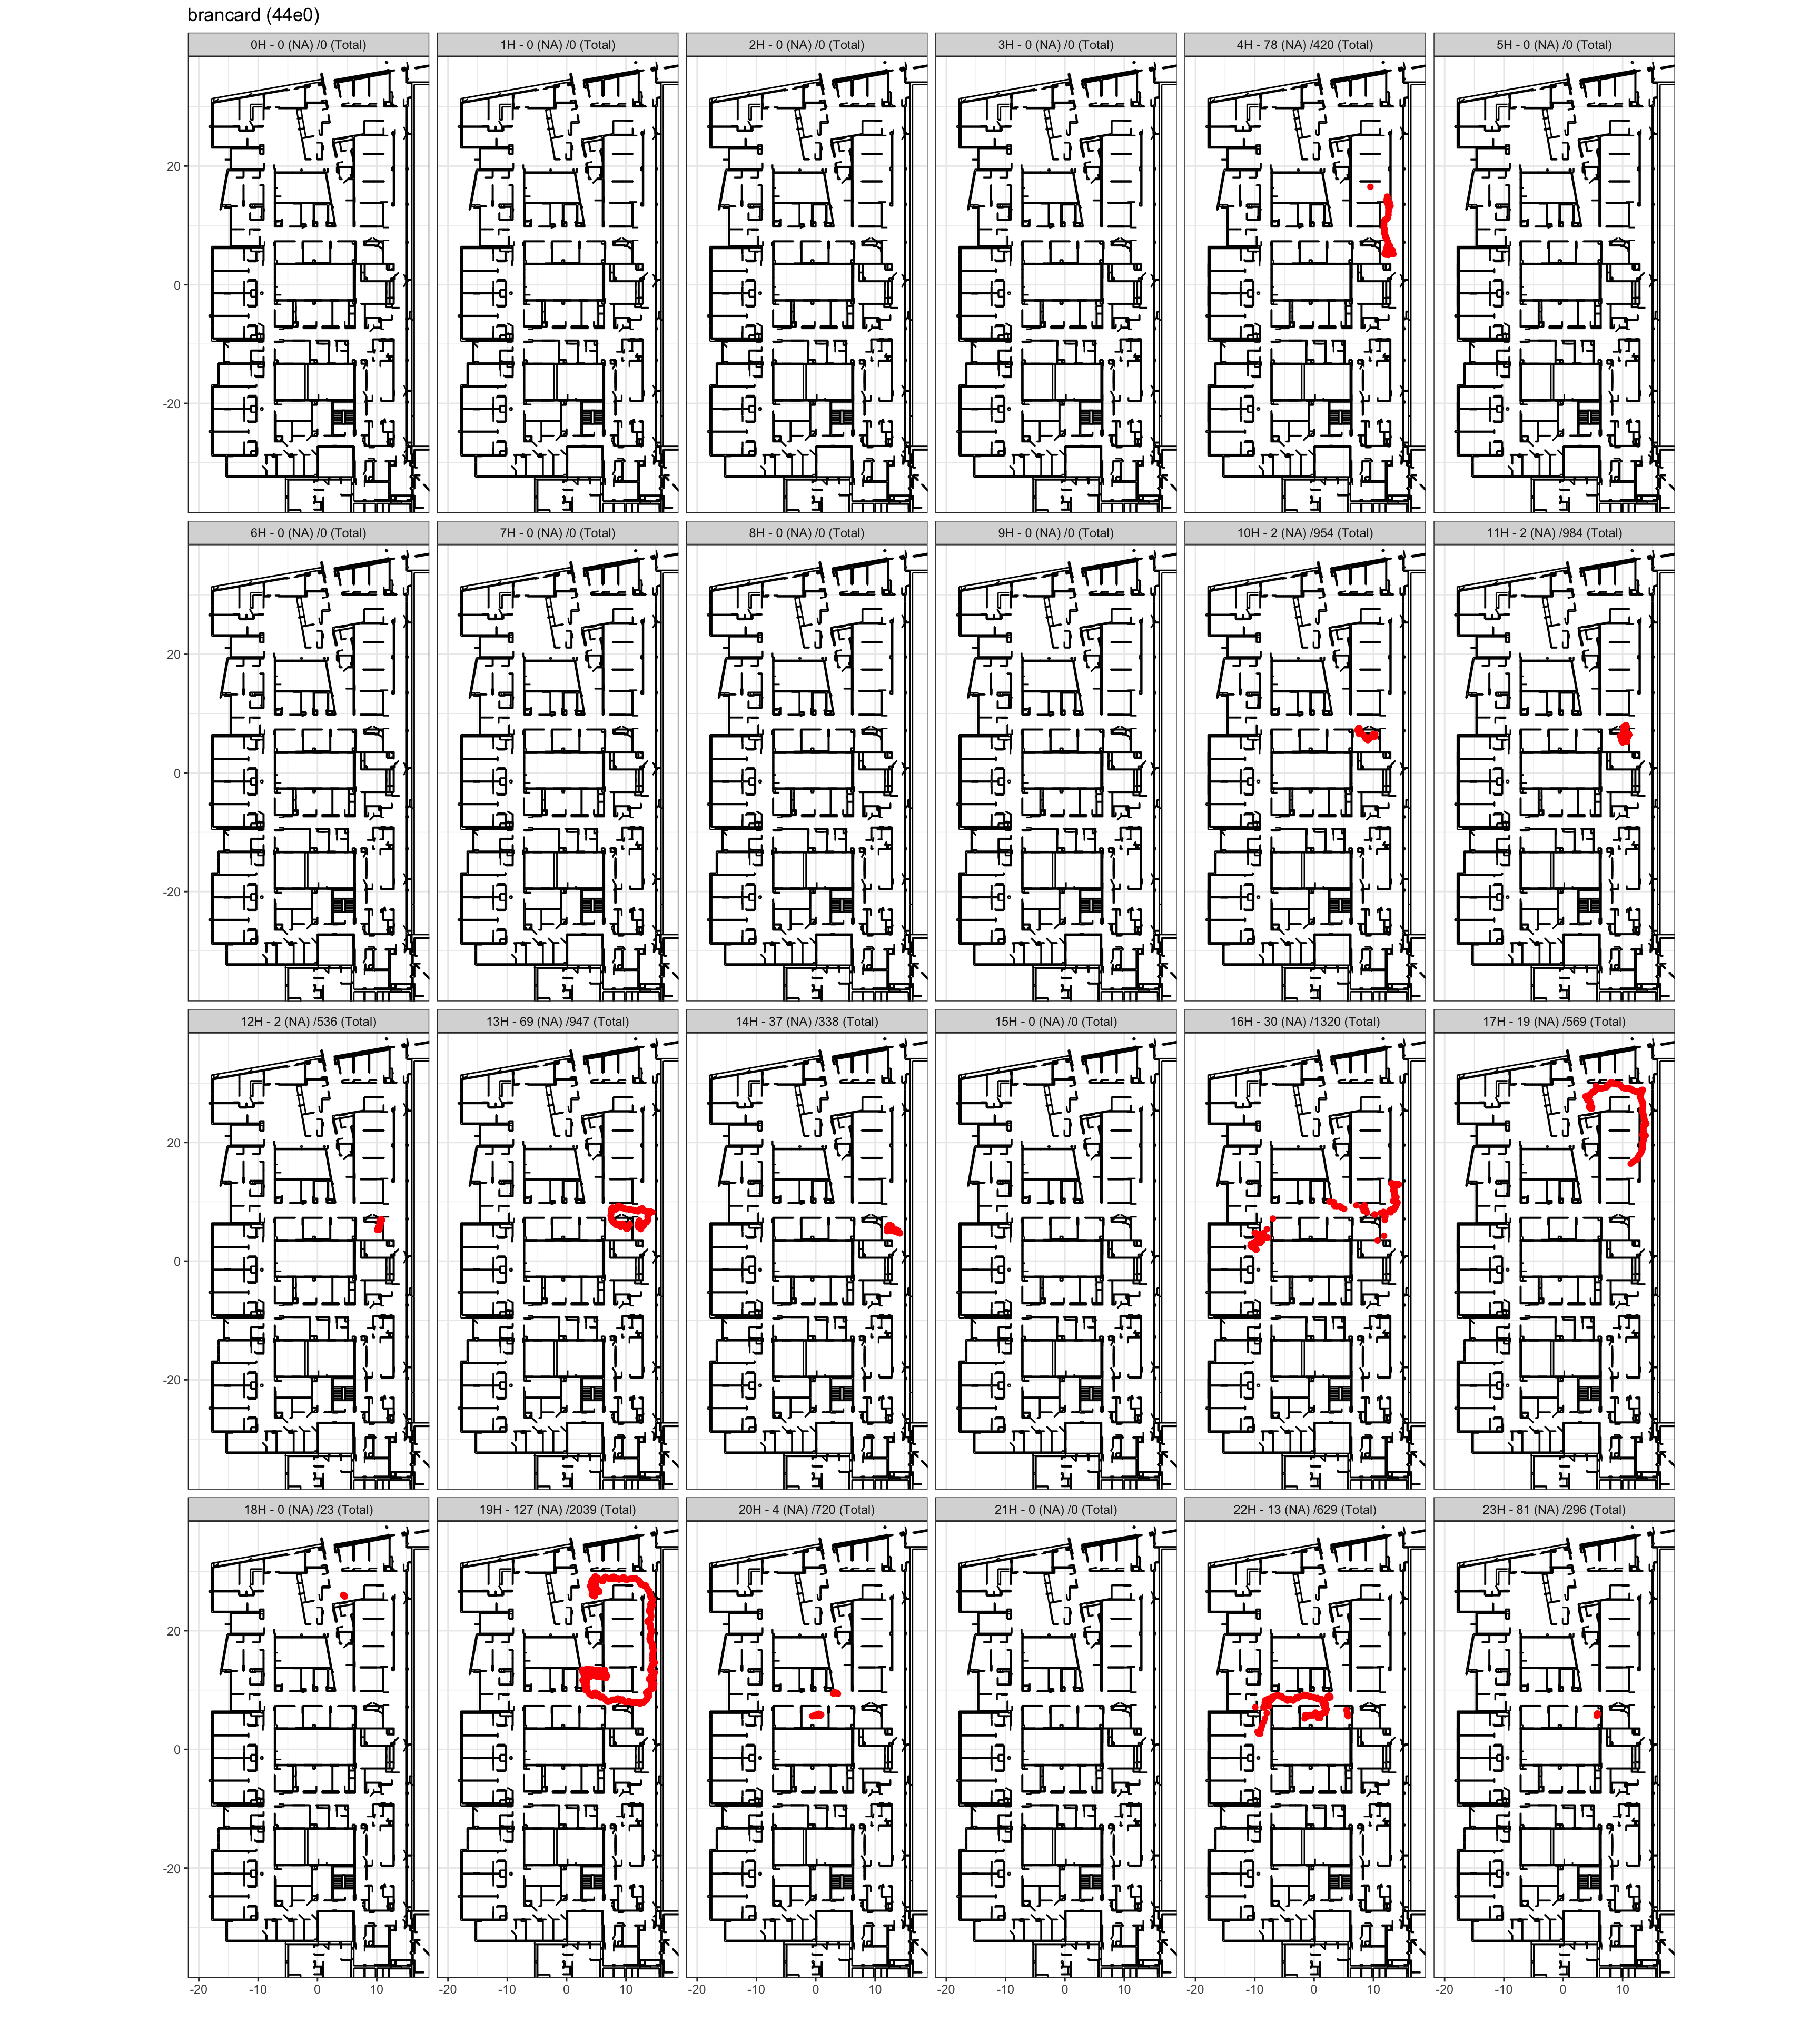 brancard (44e0)
0H - 0 (NA) /0 (Total)
1H - 0 (NA) /0 (Total)
2H - 0 (NA) /0 (Total)
3H - 0 (NA) /0 (Total)
4H - 78 (NA) /420 (Total)
5H - 0 (NA) /0 (Total)
20
0
-20
6H - 0 (NA) /0 (Total)
7H - 0 (NA) /0 (Total)
8H - 0 (NA) /0 (Total)
9H - 0 (NA) /0 (Total)
10H - 2 (NA) /954 (Total)
11H - 2 (NA) /984 (Total)
20
0
-20
12H - 2 (NA) /536 (Total)
13H - 69 (NA) /947 (Total)
14H - 37 (NA) /338 (Total)
15H - 0 (NA) /0 (Total)
16H - 30 (NA) /1320 (Total)
17H - 19 (NA) /569 (Total)
20
0
-20
18H - 0 (NA) /23 (Total)
19H - 127 (NA) /2039 (Total)
20H - 4 (NA) /720 (Total)
21H - 0 (NA) /0 (Total)
22H - 13 (NA) /629 (Total)
23H - 81 (NA) /296 (Total)
20
0
-20
-20 -10 0 10
-20 -10 0 10
-20 -10 0 10
-20 -10 0 10
-20 -10 0 10
-20 -10 0 10